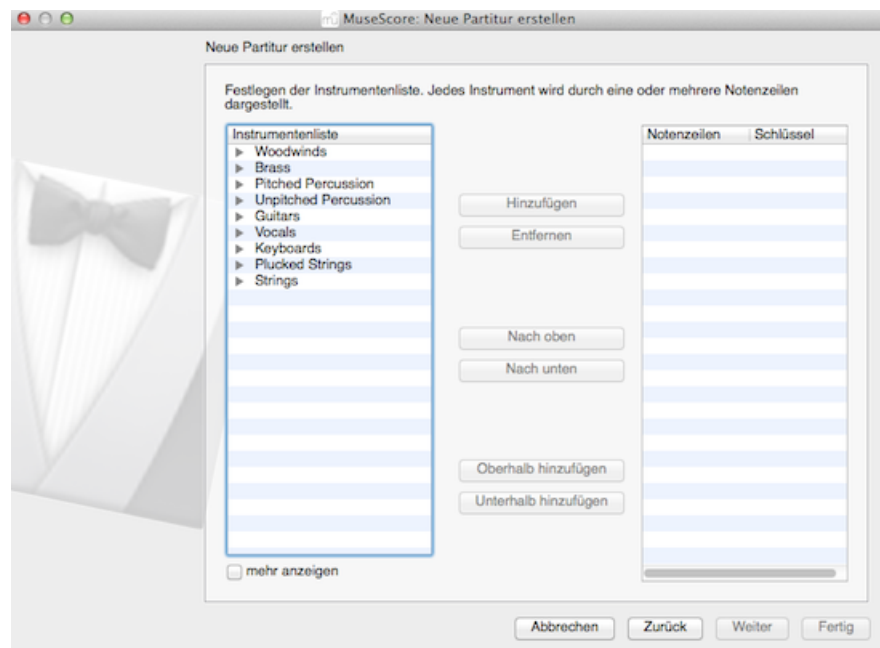 MuseScore: Neue Partitur erstellen
Neue Partitur erstellen
Festlegen der Instrumentenliste. Jedes Instrument wird durch eine oder mehrere Notenzeilen
dargestellt.
Instrumentenliste
Woodwinds
Brass
Pitched Percussion
Unpitched Percussion
Guitars
Vocals
Keyboards
Plucked Strings
Strings
mehr anzeigen
Hinzufügen
Entfernen
Nach oben
Nach unten
Oberhalb hinzufügen
Unterhalb hinzufügen
Notenzeilen Schlüssel
Abbrechen Zurück Weiter Fertig